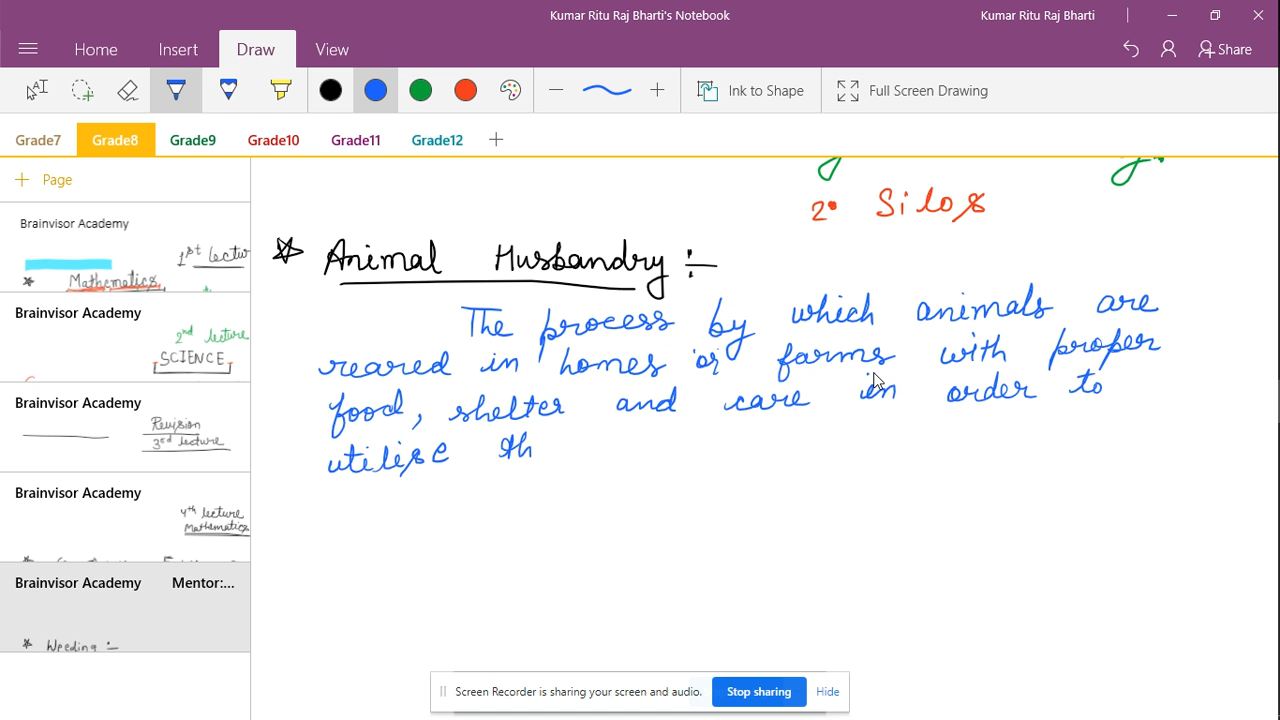 Kumar Ritu Raj Bharti's Notebook
Kumar Ritu Raj Bharti
Home Insert Draw View
Share
Ink to Shape
Full Screen Drawing
Grade7 Grade8 Grade9 Grade10 Grade11 Grade12
Page
Brainvisor Academy
1st lectur
Mathematics
Brainvisor Academy
2nd lecture
SCIENCE
Brainvisor Academy
Revision
3rd lecture
Brainvisor Academy
4th lecture
Mathematics
Brainvisor Academy Mentor:...
Weeding :-
2• Silos
Animal Husbandry :-
The process by which animals are
reared in homes or farms with proper
food, shelter and care in order to
utilise th
Screen Recorder is sharing your screen and audio.
Stop sharing
Hide